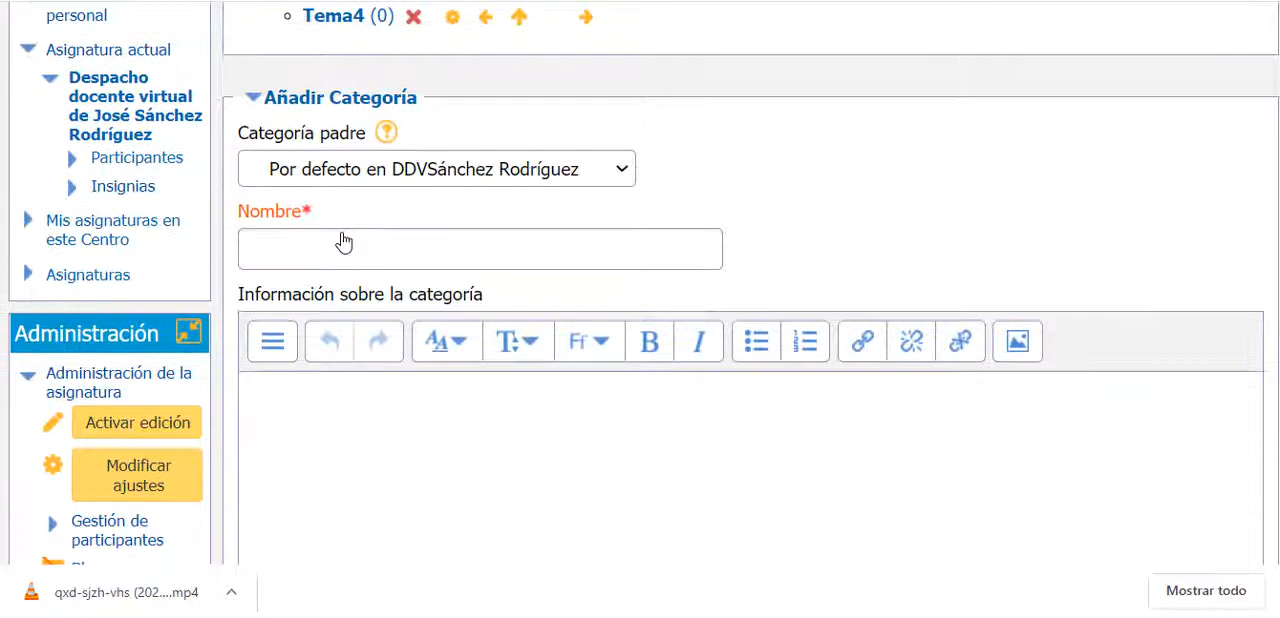 personal
Asignatura actual
Despacho
docente virtual
de José Sánchez
Rodríguez
Participantes
Insignias
Mis asignaturas en
este Centro
Asignaturas
Administración
Administración de la
asignatura
Activar edición
Modificar
ajustes
Gestión de
participantes
Tema4 (0)
Añadir Categoría
Categoría padre
Por defecto en DDVSánchez Rodríguez
Nombre*
Información sobre la categoría
Ff
B
I
qxd-sjzh-vhs (202....mp4
Mostrar todo